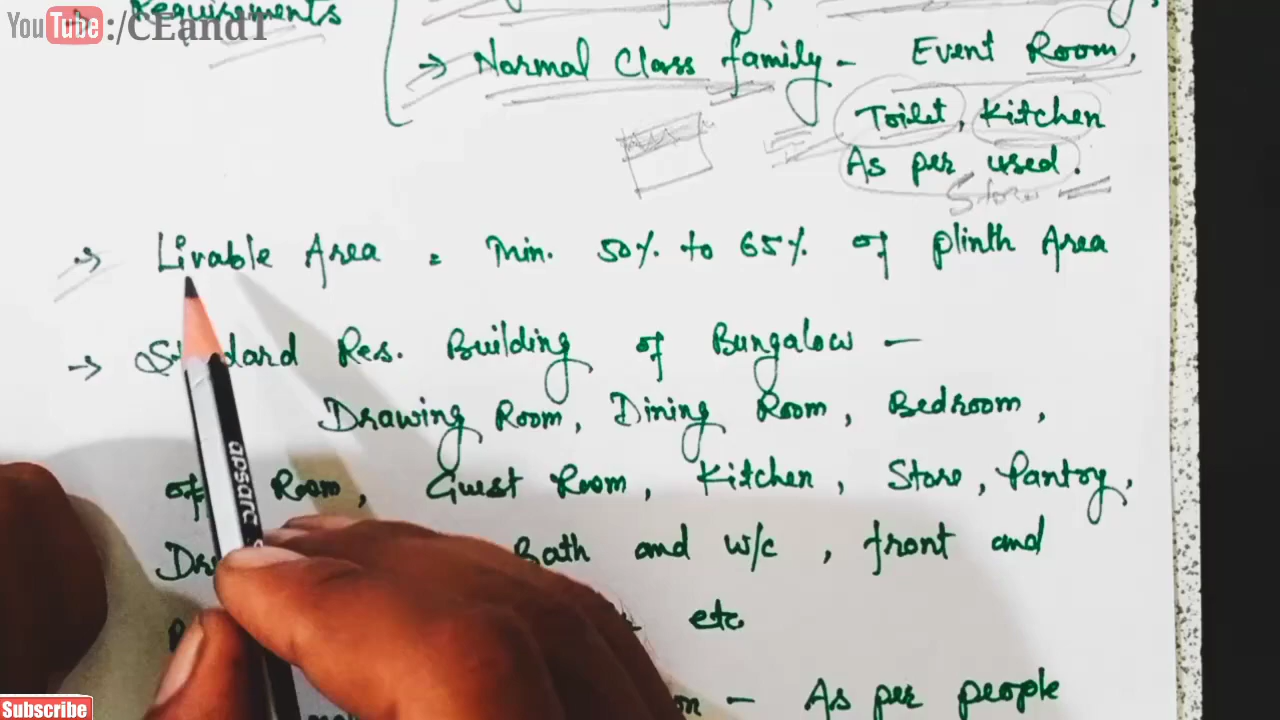 YouTube:/CEandT
Requirements
→ Normal Class family - Event Room,
Toilet, Kitchen
As per used.
Store
→ Livable Area = Min. 50% to 65% of plinth Area
→ Standard Res. Building of Bungalow -
Drawing Room, Dining Room, Bedroom,
Room, Guest Room, Kitchen, Store, Pantry,
Bath and W/C, front and
etc
- As per people
apsara
Subscribe